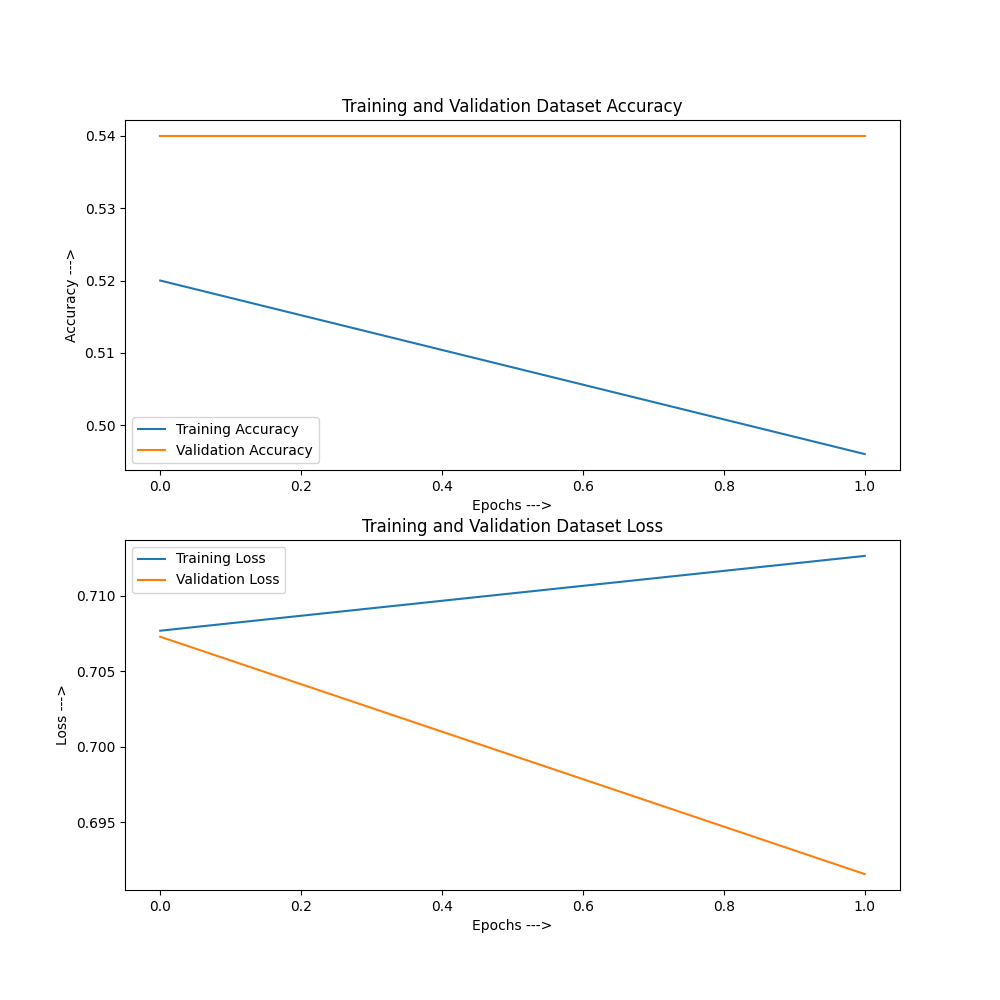 Training and Validation Dataset Accuracy
0.54
0.53
0.52
0.51
0.50
Accuracy --->
Training Accuracy
Validation Accuracy
0.0 0.2 0.4 0.6 0.8 1.0
Epochs --->
Training and Validation Dataset Loss
Training Loss
Validation Loss
0.710
0.705
0.700
0.695
Loss --->
0.0 0.2 0.4 0.6 0.8 1.0
Epochs --->